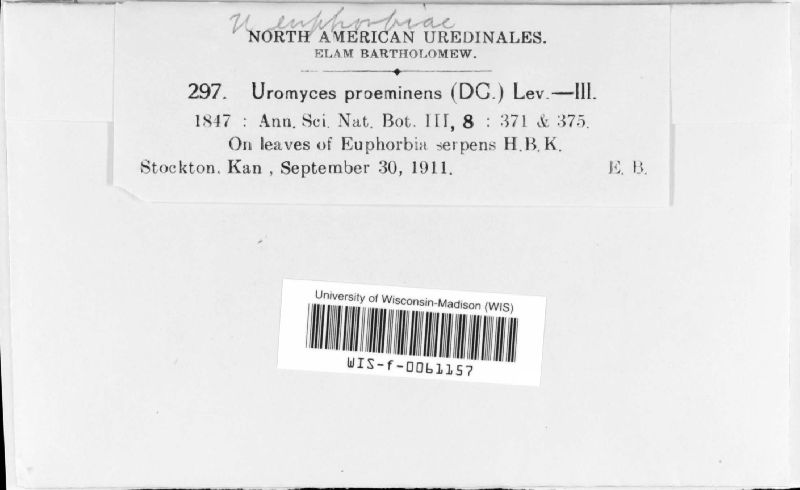 U euphorbiae
NORTH AMERICAN UREDINALES.
ELAM BARTHOLOMEW.
297. Uromyces proeminens (DC.) Lev.—III.
1847 : Ann. Sci. Nat. Bot. III, 8 : 371 & 375.
On leaves of Euphorbia serpens H.B.K.
Stockton, Kan , September 30, 1911. E. B.
University of Wisconsin-Madison (WIS)
WIS-f-0061157